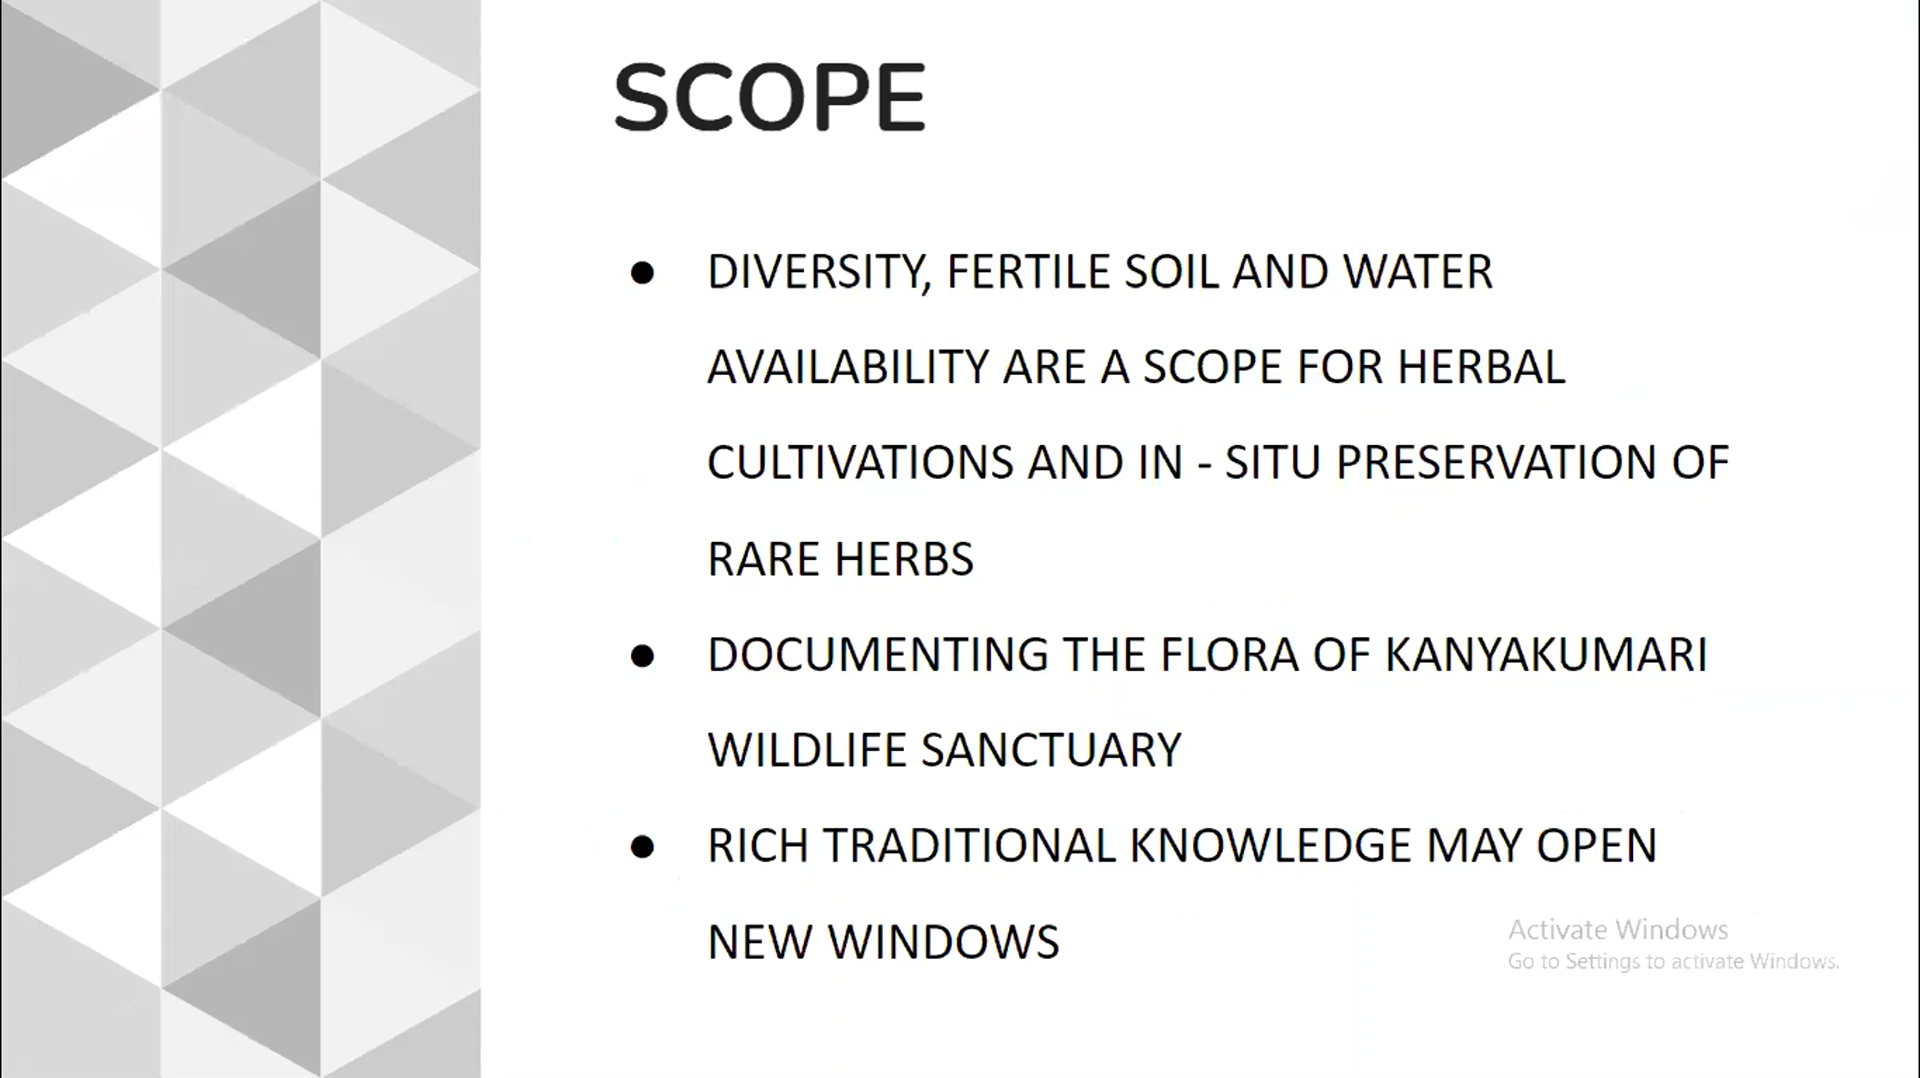 SCOPE
● DIVERSITY, FERTILE SOIL AND WATER
AVAILABILITY ARE A SCOPE FOR HERBAL
CULTIVATIONS AND IN - SITU PRESERVATION OF
RARE HERBS
● DOCUMENTING THE FLORA OF KANYAKUMARI
WILDLIFE SANCTUARY
● RICH TRADITIONAL KNOWLEDGE MAY OPEN
NEW WINDOWS
Activate Windows
Go to Settings to activate Windows.